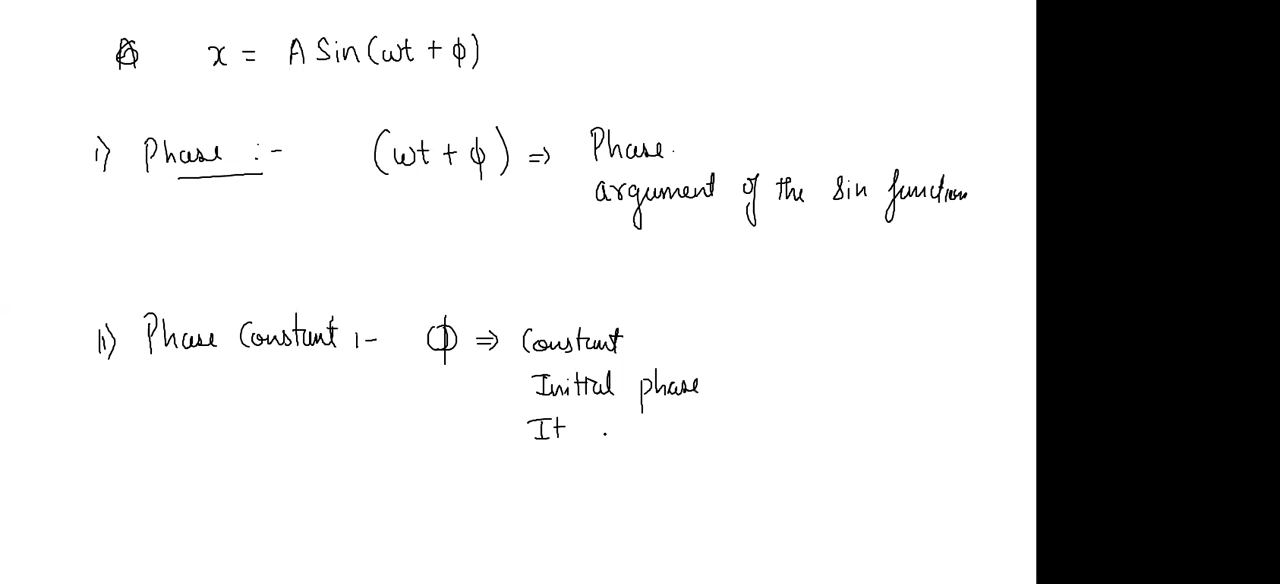 x = A Sin(ωt + ϕ)
i) Phase :- (ωt + ϕ) ⇒ Phase.
argument of the sin function
ii) Phase Constant :- ϕ ⇒ Constant
Initial phase
It .